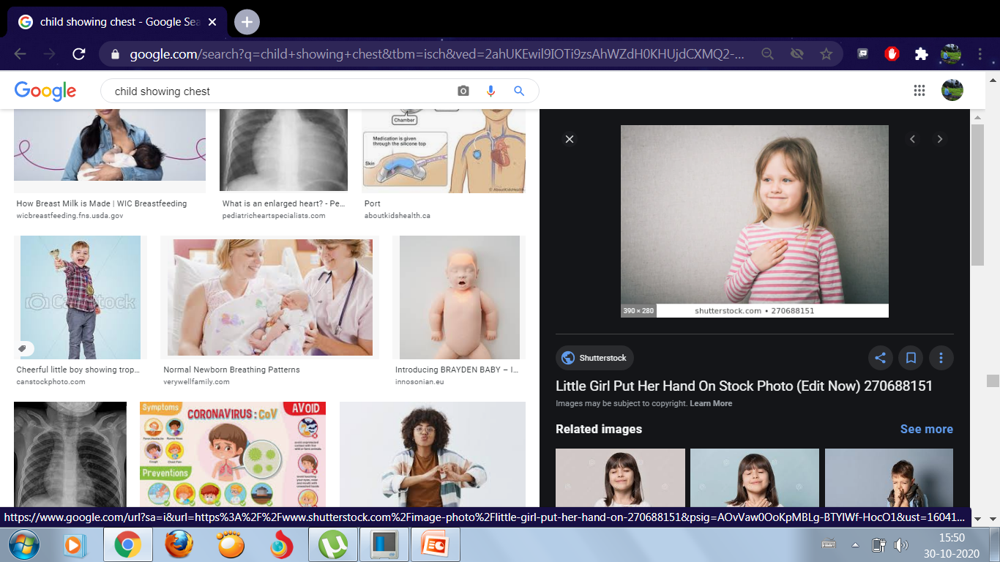 child showing chest - Google Sea
google.com/search?q=child+showing+chest&tbm=isch&ved=2ahUKEwil9IOTi9zsAhWZdH0KHUjdCXMQ2-...
Google
child showing chest
Chamber
Medication is given
through the silicone top
Skin
© AboutKidsHealth
How Breast Milk is Made | WIC Breastfeeding
wicbreastfeeding.fns.usda.gov
What is an enlarged heart? - Pe...
pediatricheartspecialists.com
Port
aboutkidshealth.ca
CanStock
Cheerful little boy showing trop...
canstockphoto.com
Normal Newborn Breathing Patterns
verywellfamily.com
Introducing BRAYDEN BABY – I...
innosonian.eu
Symptoms
CORONAVIRUS : CoV
AVOID
Cough
Chest Pain
Preventions
390 × 280
shutterstock.com • 270688151
Shutterstock
Little Girl Put Her Hand On Stock Photo (Edit Now) 270688151
Images may be subject to copyright. Learn More
Related images
See more
https://www.google.com/url?sa=i&url=https%3A%2F%2Fwww.shutterstock.com%2Fimage-photo%2Flittle-girl-put-her-hand-on-270688151&psig=AOvVaw0OoKpMBLg-BTYIWf-HocO1&ust=16041...
15:50
30-10-2020